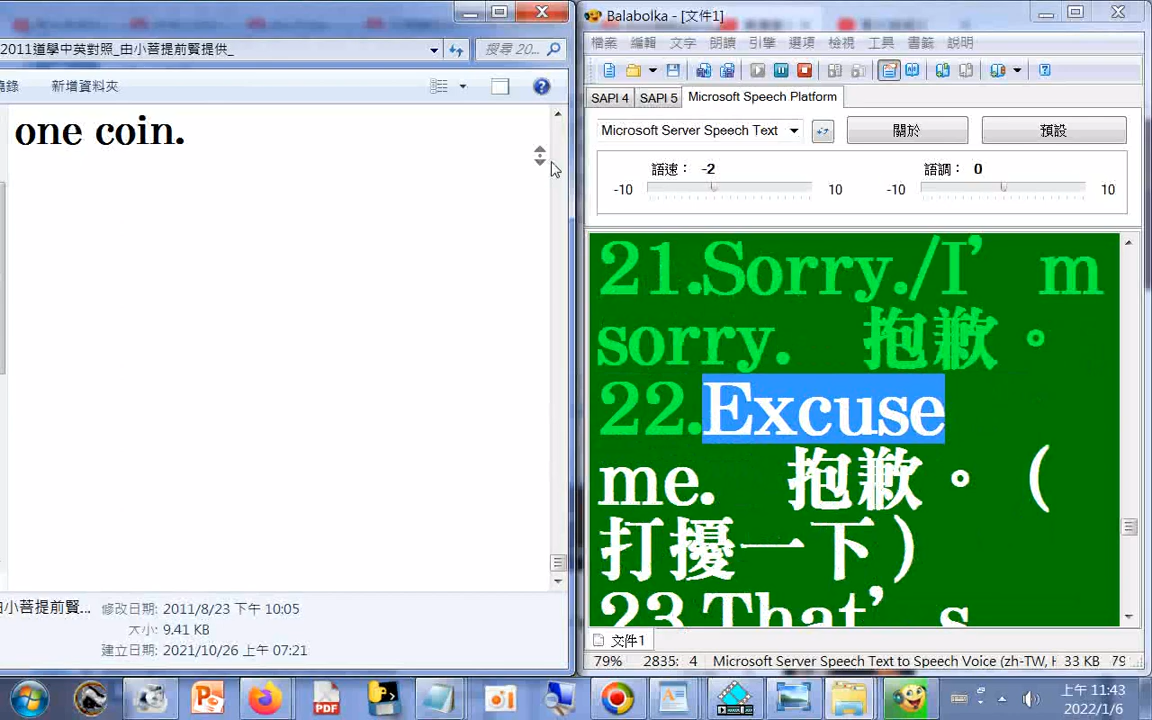 2011道學中英對照_由小菩提前賢提供_
搜尋 20...
燒錄
新增資料夾
one coin.
由小菩提前賢...
修改日期: 2011/8/23 下午 10:05
大小: 9.41 KB
建立日期: 2021/10/26 上午 07:21
Balabolka - [文件1]
檔案 編輯 文字 朗讀 引擎 選項 檢視 工具 書籤 說明
SAPI 4 SAPI 5 Microsoft Speech Platform
Microsoft Server Speech Text
關於
預設
語速： -2
-10 10
語調： 0
-10 10
21.Sorry./I’m
sorry. 抱歉。
22.Excuse
me. 抱歉。（
打擾一下）
23.That’s
文件1
79% 2835: 4 Microsoft Server Speech Text to Speech Voice (zh-TW, H 33 KB 79
PDF
上午 11:43
2022/1/6